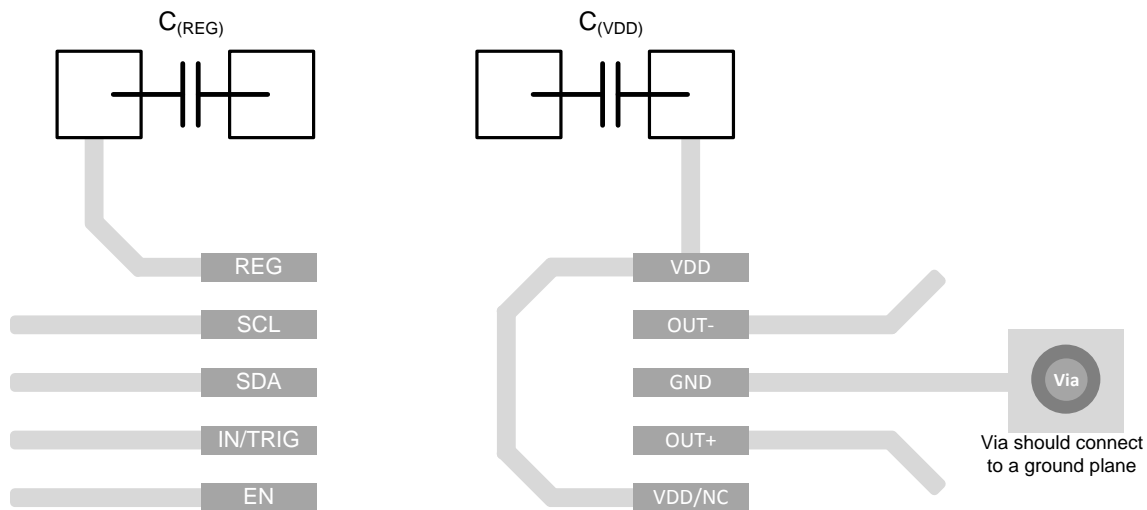 C(REG)
C(VDD)
REG
VDD
SCL
OUT-
SDA
GND
Via
IN/TRIG
OUT+
Via should connect
to a ground plane
EN
VDD/NC